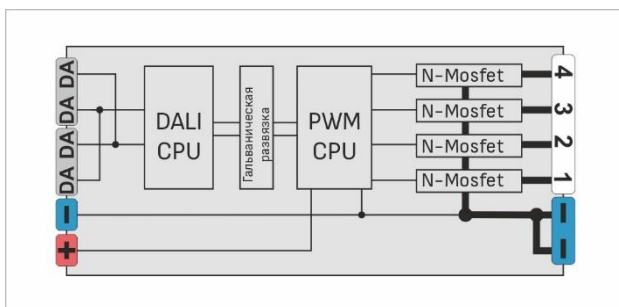 DA
DA
DA
DA
-
+
DALI
CPU
Гальваническая
развязка
PWM
CPU
N-Mosfet
N-Mosfet
N-Mosfet
N-Mosfet
4
3
2
1
-
-